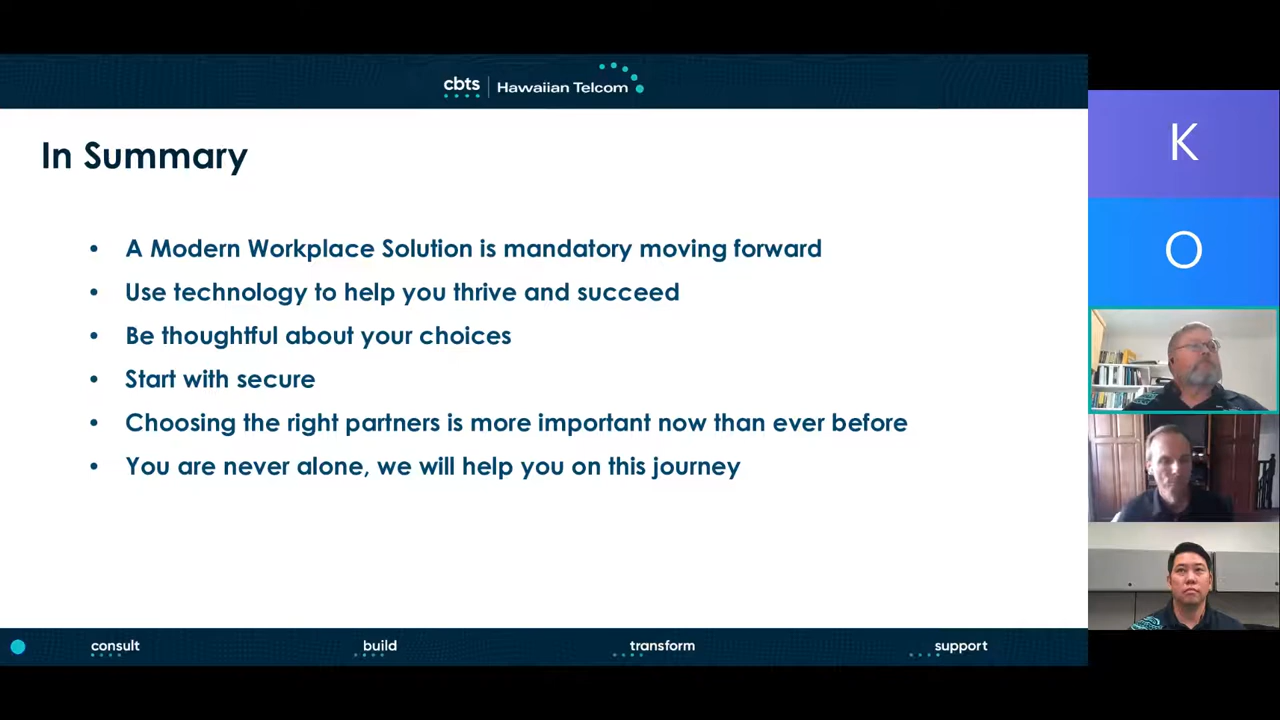 cbts | Hawaiian Telcom
In Summary
• A Modern Workplace Solution is mandatory moving forward
• Use technology to help you thrive and succeed
• Be thoughtful about your choices
• Start with secure
• Choosing the right partners is more important now than ever before
• You are never alone, we will help you on this journey
consult
build
transform
support
K
O